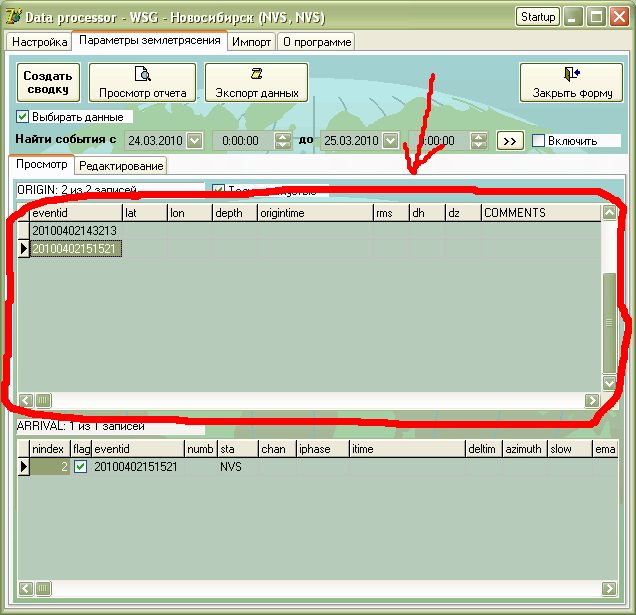 Data processor - WSG - Новосибирск (NVS, NVS) Startup
Настройка Параметры землетрясения Импорт О программе
Создать сводку Просмотр отчета Экспорт данных Закрыть форму
Выбирать данные
Найти события с 24.03.2010 0:00:00 до 25.03.2010 :00:00 >> Включить
Просмотр Редактирование
ORIGIN: 2 из 2 записей
eventid lat lon depth origintime rms dh dz COMMENTS
20100402143213
20100402151521
ARRIVAL: 1 из 1 записей
nindex flag eventid numb sta chan iphase itime deltim azimuth slow ema
2 20100402151521 NVS